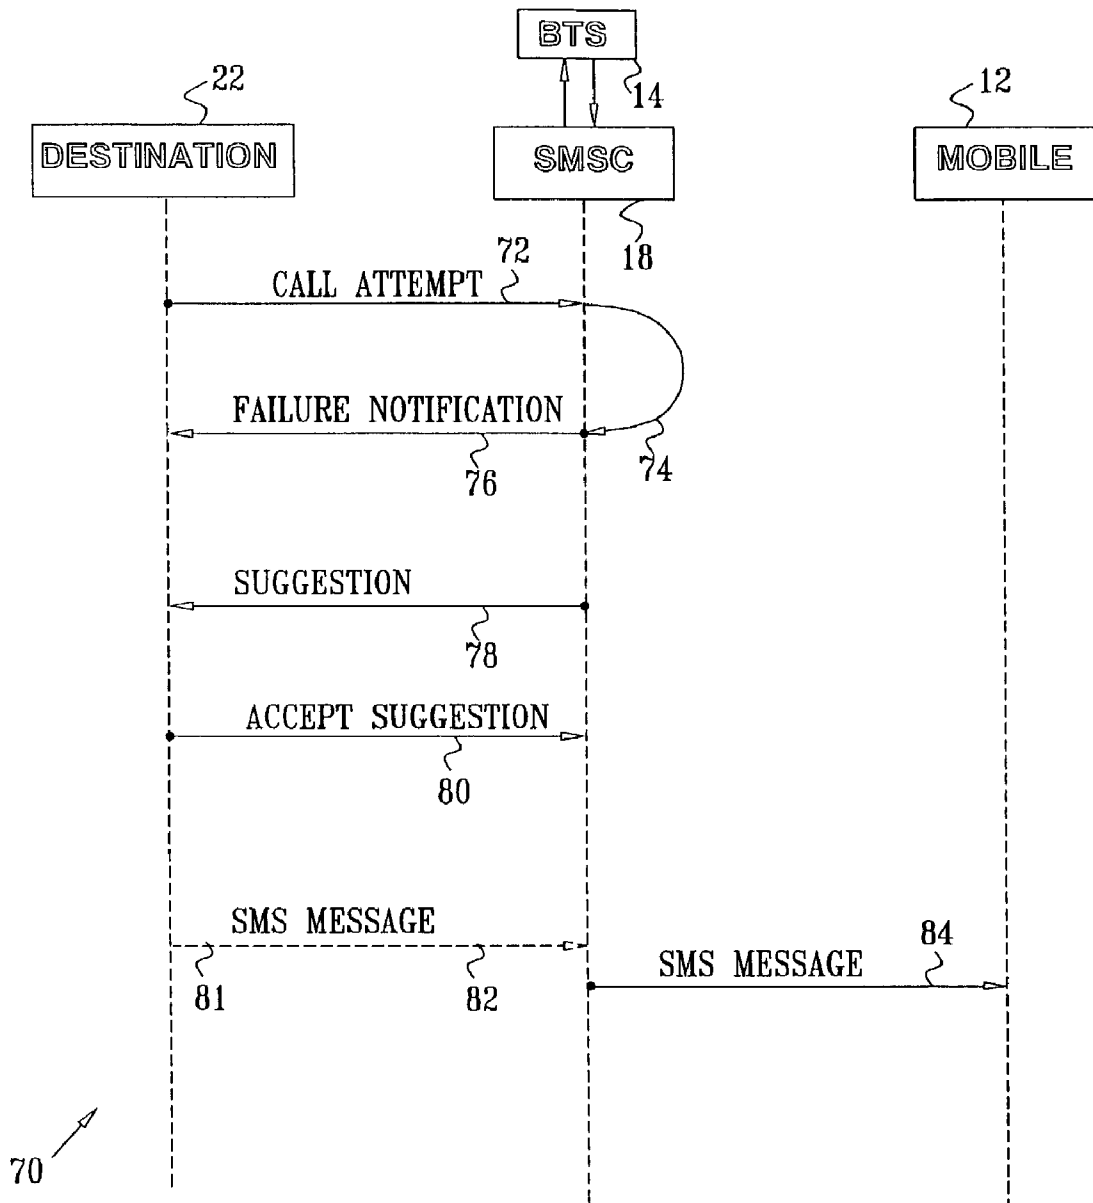 BTS
14
22
12
DESTINATION
SMSC
MOBILE
18
CALL ATTEMPT
72
FAILURE NOTIFICATION
76
74
SUGGESTION
78
ACCEPT SUGGESTION
80
SMS MESSAGE
81
82
SMS MESSAGE
84
70